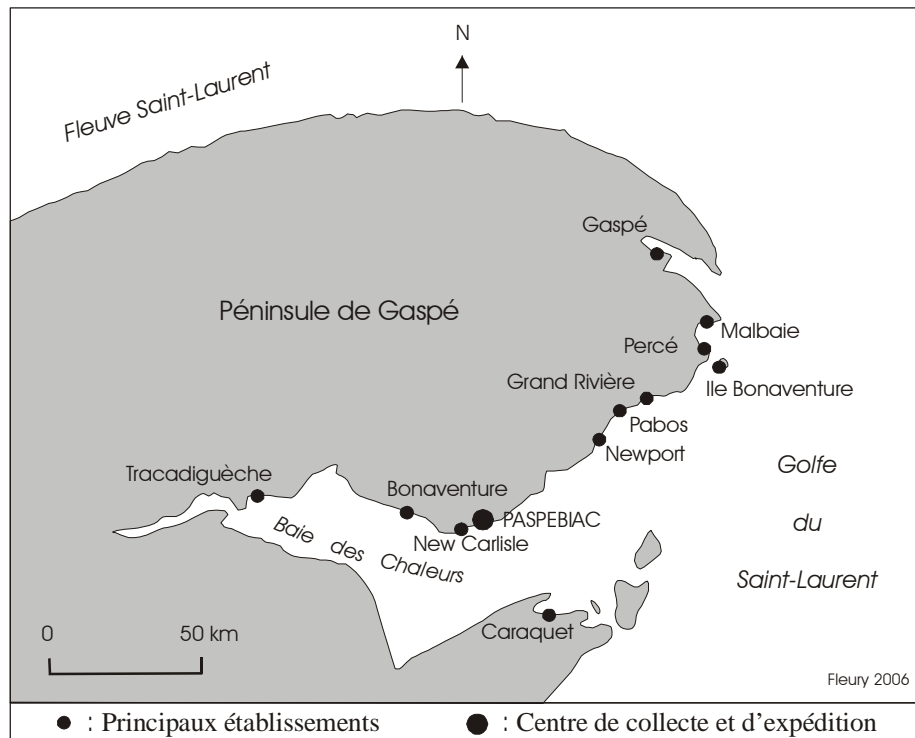 N
Fleuve Saint-Laurent
Gaspé
Péninsule de Gaspé
Malbaie
Percé
Ile Bonaventure
Grand Rivière
Pabos
Newport
Golfe
du
Saint-Laurent
Tracadiguèche
Bonaventure
PASPEBIAC
New Carlisle
Baie des Chaleurs
Caraquet
0 50 km
Fleury 2006
: Principaux établissements
: Centre de collecte et d'expédition